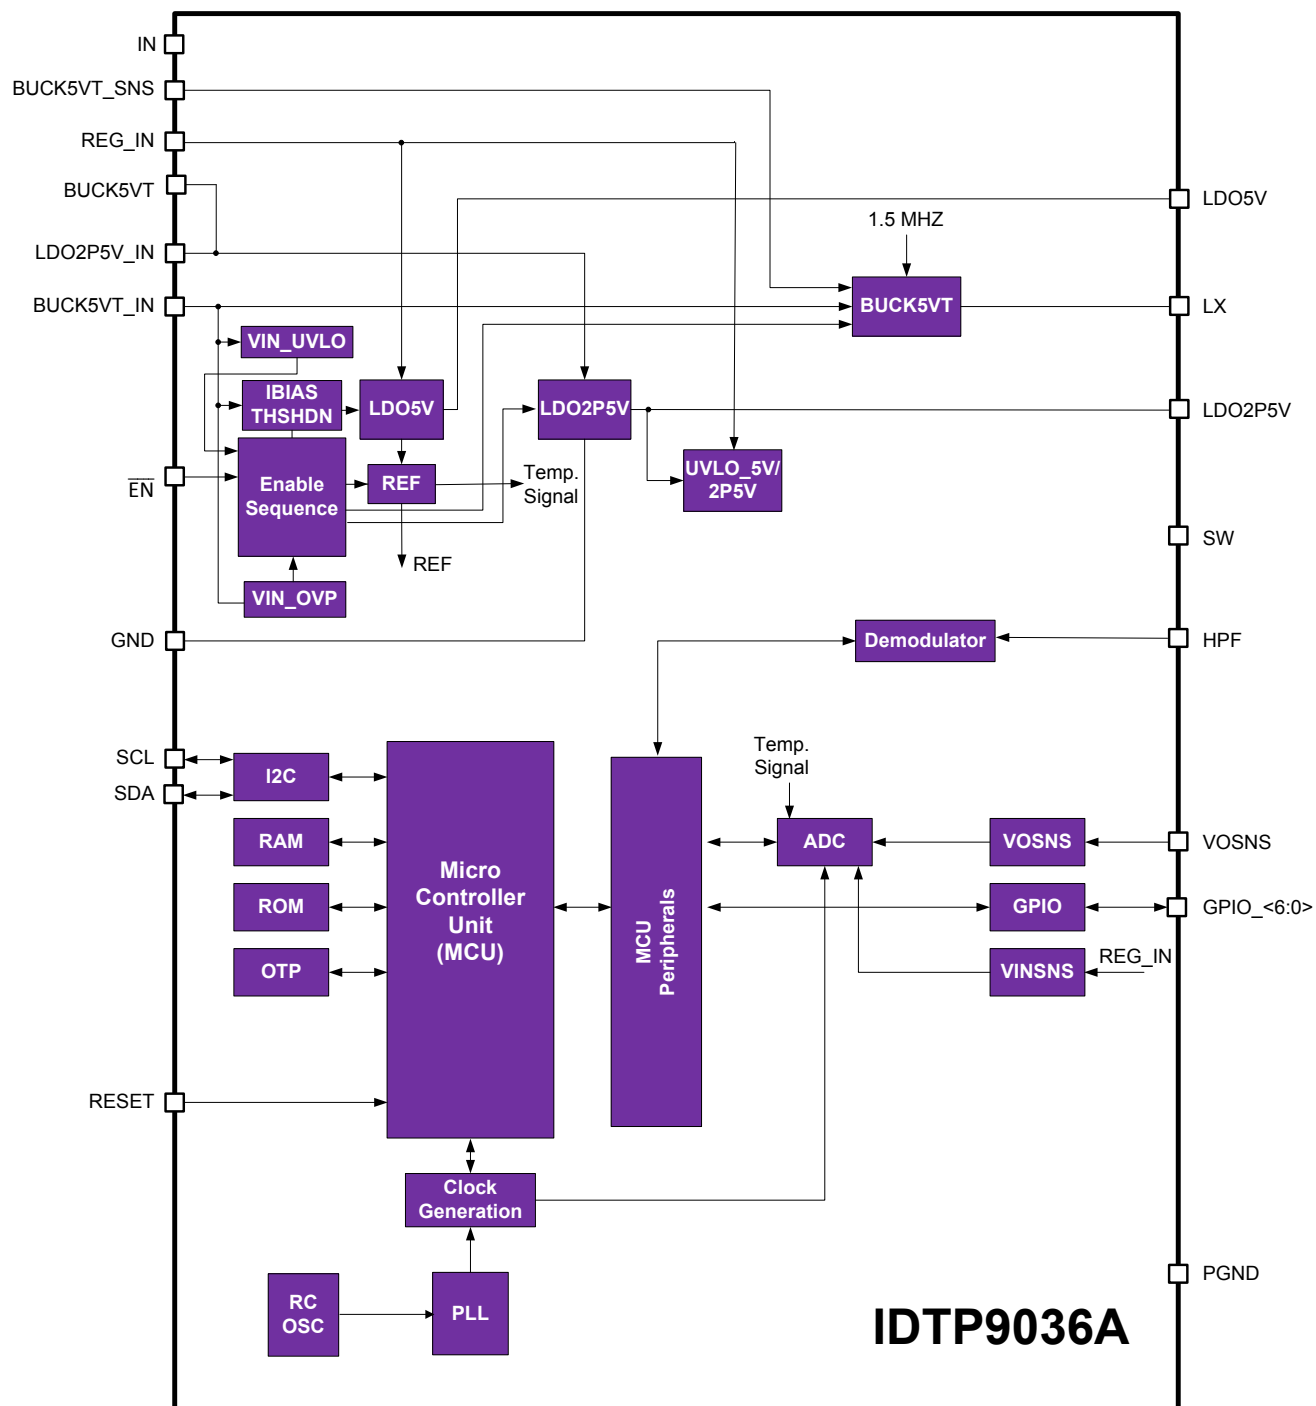 IN
BUCK5VT_SNS
REG_IN
BUCK5VT
LDO2P5V_IN
BUCK5VT_IN
EN
GND
SCL
SDA
RESET
VIN_UVLO
IBIAS
THSHDN
LDO5V
Enable
Sequence
REF
VIN_OVP
Temp.
Signal
REF
LDO2P5V
UVLO_5V/
2P5V
1.5 MHZ
BUCK5VT
LDO5V
LX
LDO2P5V
SW
HPF
VOSNS
GPIO_<6:0>
PGND
Demodulator
I2C
RAM
ROM
OTP
Micro
Controller
Unit
(MCU)
MCU
Peripherals
Temp.
Signal
ADC
VOSNS
GPIO
VINSNS
REG_IN
Clock
Generation
RC
OSC
PLL
IDTP9036A